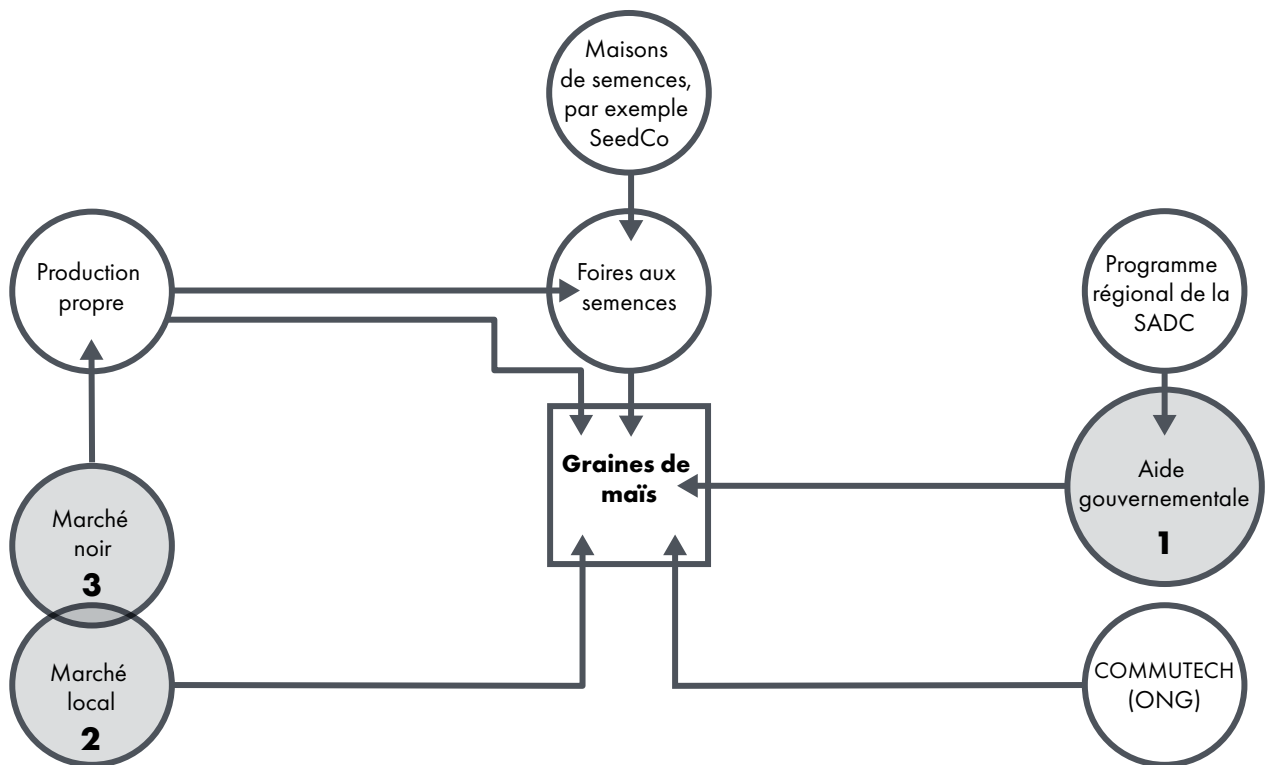 Maisons
de semences,
par exemple
SeedCo
Production
propre
Foires aux
semences
Programme
régional de la
SADC
Graines de
maïs
Aide
gouvernementale
1
Marché
noir
3
Marché
local
2
COMMUTECH
(ONG)